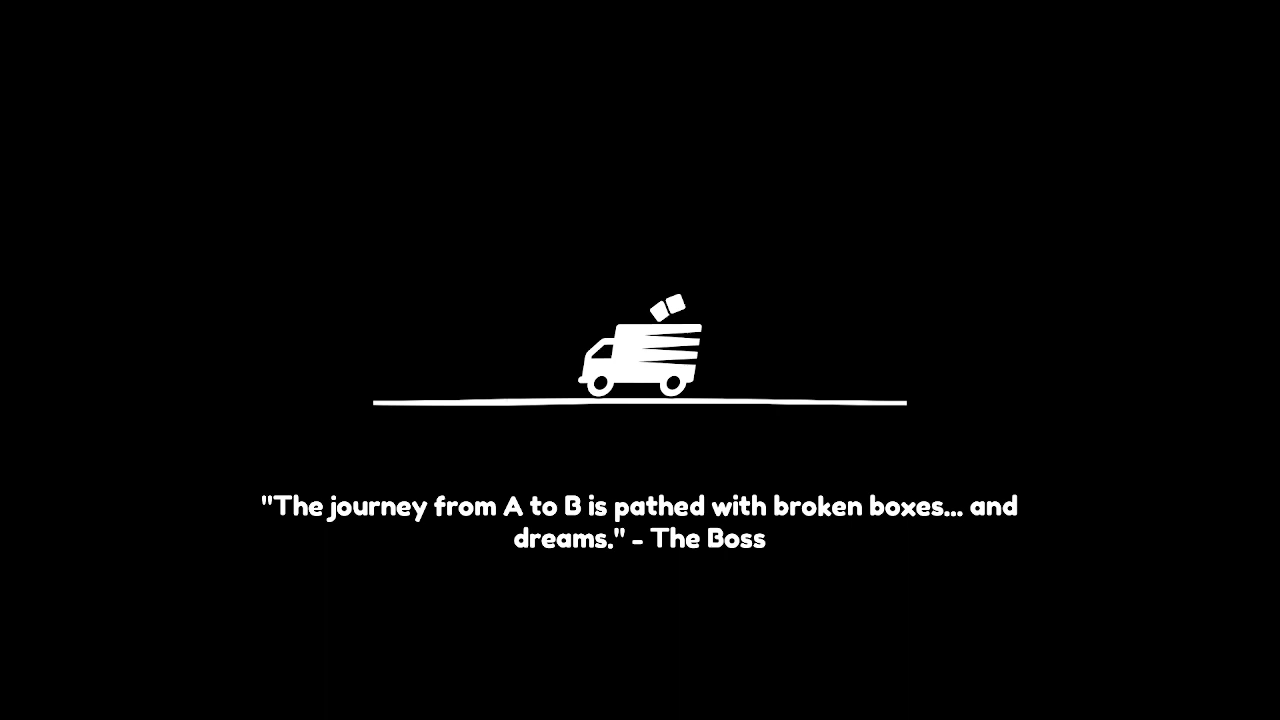 "The journey from A to B is pathed with broken boxes... and
dreams." - The Boss